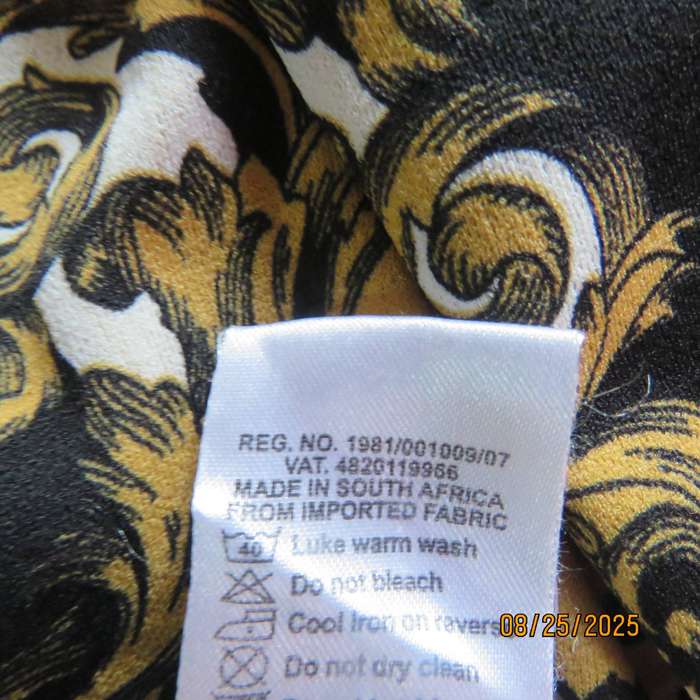 REG. NO. 1981/001009/07
VAT. 4820119966
MADE IN SOUTH AFRICA
FROM IMPORTED FABRIC
40 Luke warm wash
Do not bleach
Cool Iron on revers
08/25/2025
Do not dry clean